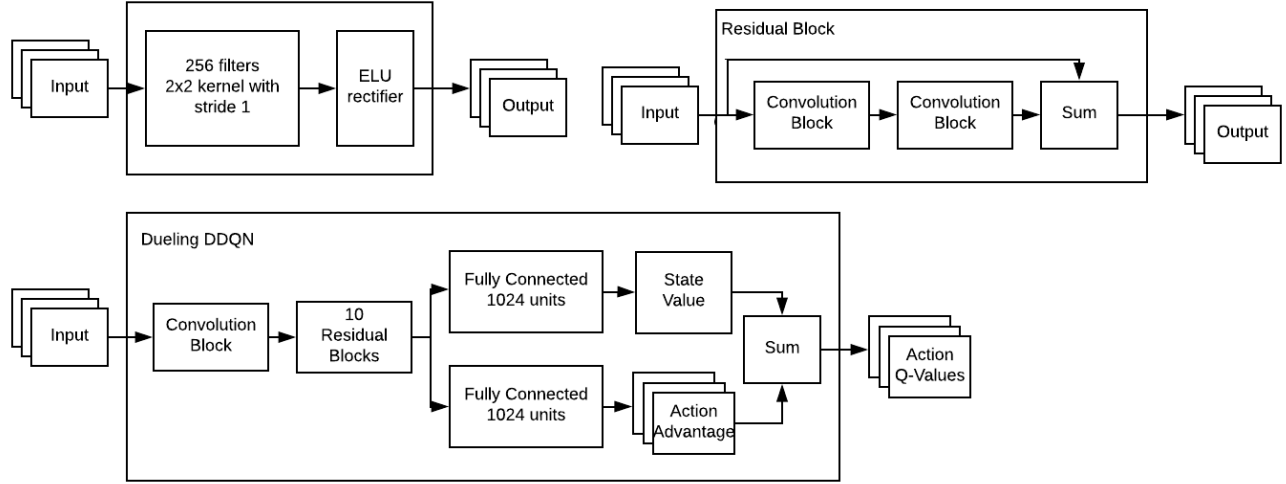 Input
256 filters
2x2 kernel with
stride 1
ELU
rectifier
Output
Residual Block
Input
Convolution
Block
Convolution
Block
Sum
Output
Dueling DDQN
Input
Convolution
Block
10
Residual
Blocks
Fully Connected
1024 units
State
Value
Fully Connected
1024 units
Action
Advantage
Sum
Action
Q-Values